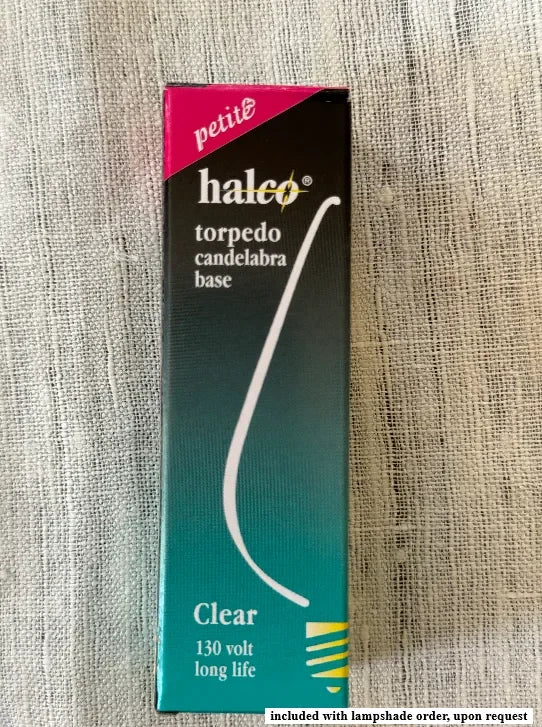 petite
halco®
torpedo
candelabra
base
Clear
130 volt
long life
included with lampshade order, upon request